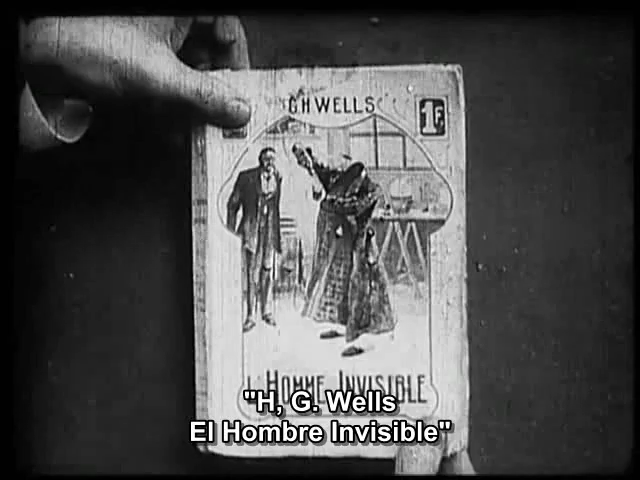 G.H WELLS
1F.
L'HOMME INVISIBLE
"H, G. Wells
El Hombre Invisible"